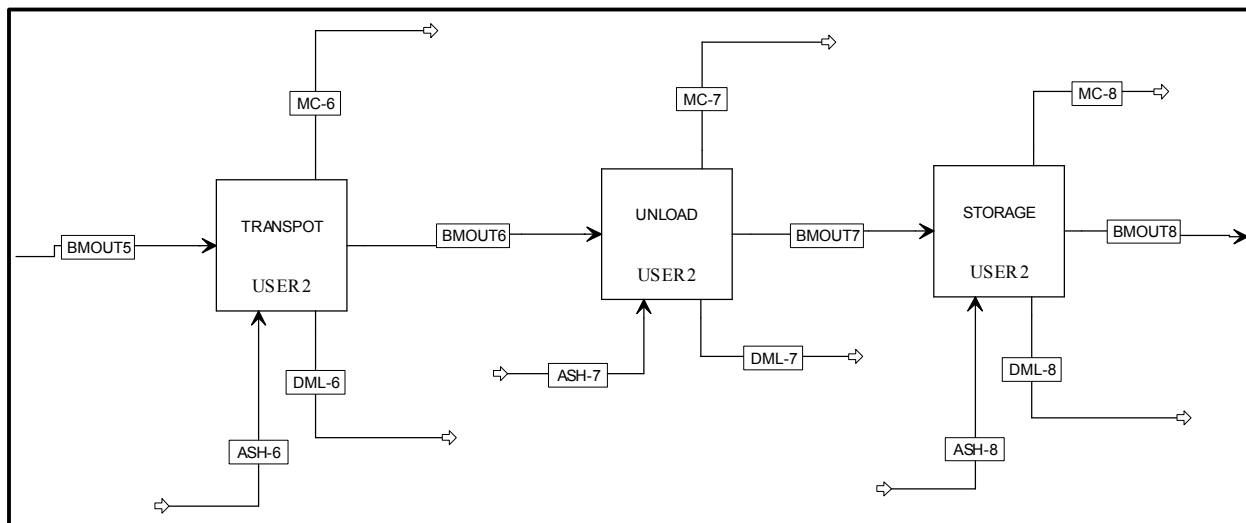 MC-6
MC-7
MC-8
TRANSPOT
UNLOAD
STORAGE
BMOUT5
BMOUT6
BMOUT7
BMOUT8
USER2
USER2
USER2
DML-6
ASH-7
DML-7
DML-8
ASH-6
ASH-8